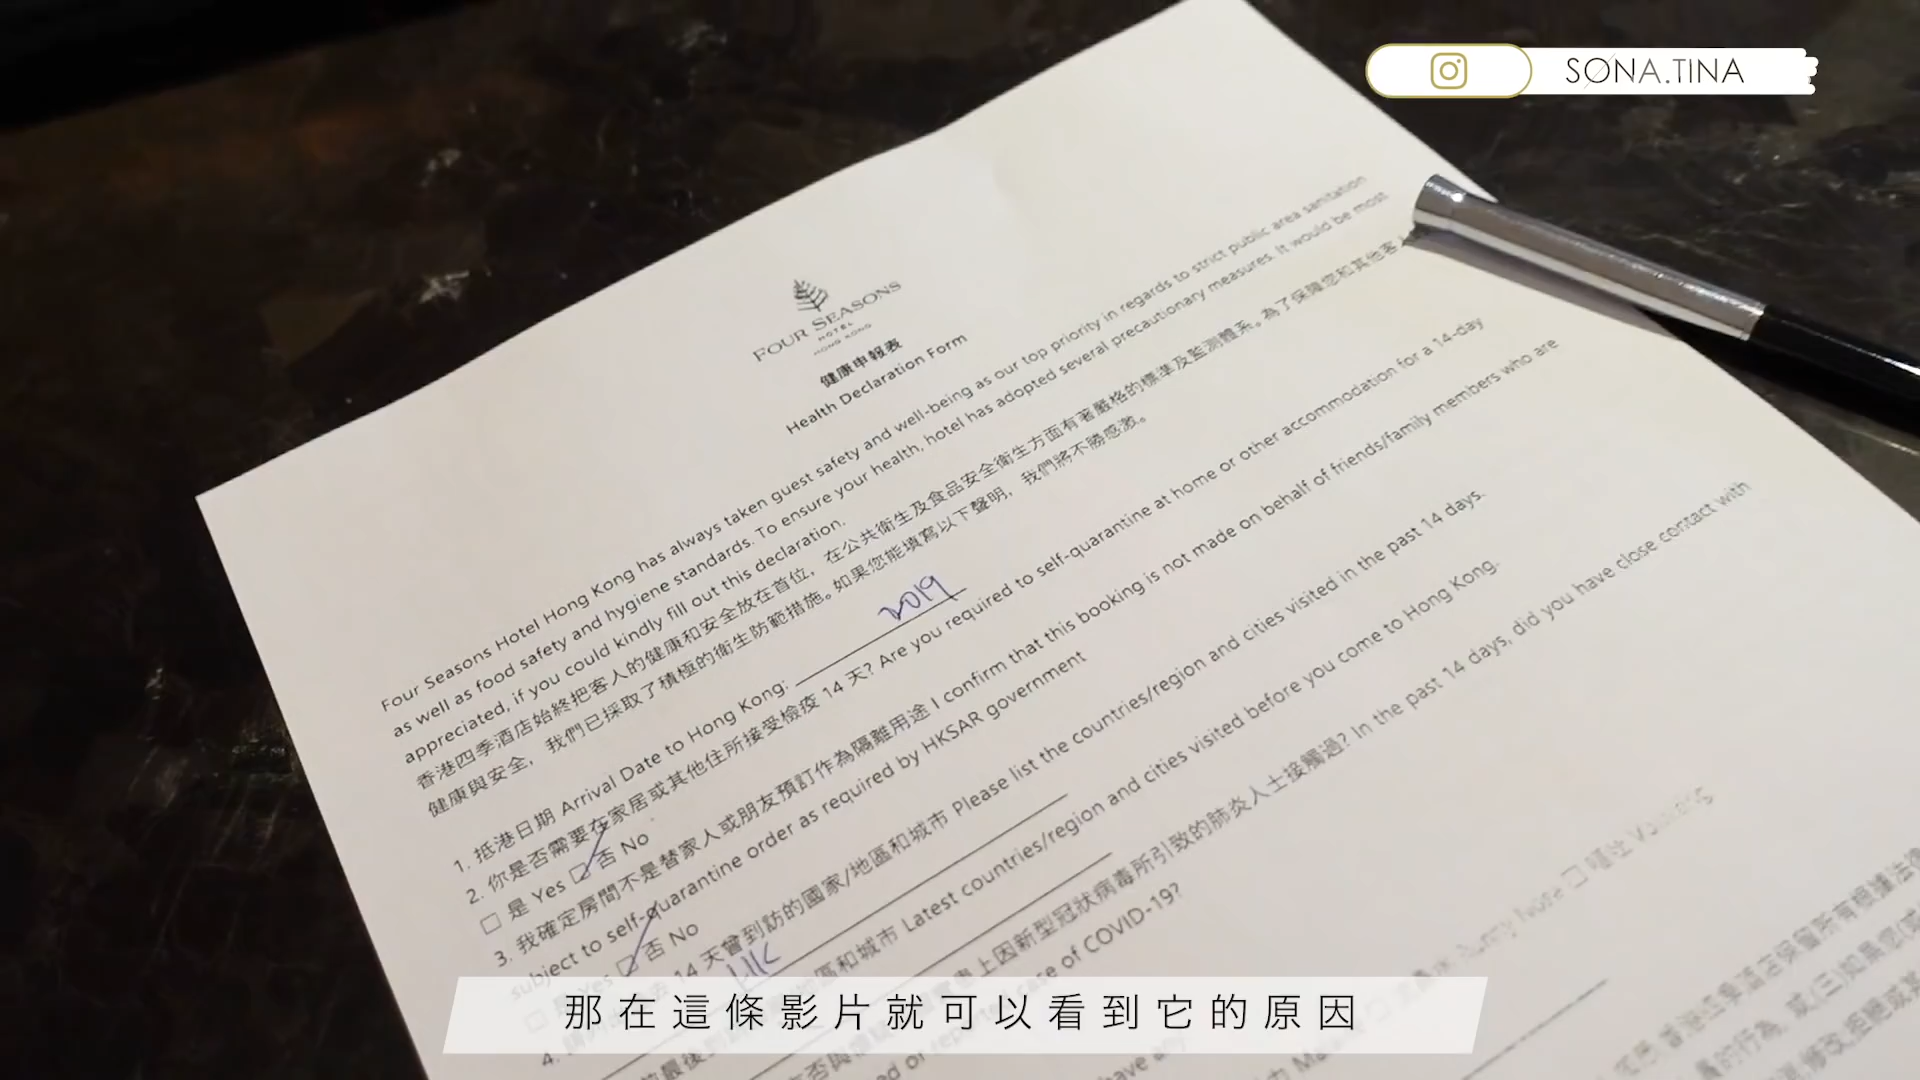 SONA.TINA
FOUR SEASONS
HOTEL
HONG KONG
健康申報表
Health Declaration Form
Four Seasons Hotel Hong Kong has always taken guest safety and well-being as our top priority in regards to strict public area sanitation
as well as food safety and hygiene standards. To ensure your health, hotel has adopted several precautionary measures. It would be most
appreciated, if you could kindly fill out this declaration.
香港四季酒店始終把客人的健康和安全放在首位，在公共衛生及食品安全衛生方面有著嚴格的標準及監測體系。為了保障您和其他客人
健康與安全，我們已採取了積極的衛生防範措施。如果您能填寫以下聲明，我們將不勝感激。
1. 抵港日期 Arrival Date to Hong Kong: 2019
2. 你是否需要在家居或其他住所接受檢疫 14 天? Are you required to self-quarantine at home or other accommodation for a 14-day
□ 是 Yes □ 否 No
3. 我確定房間不是替家人或朋友預訂作為隔離用途 I confirm that this booking is not made on behalf of friends/family members who are
subject to self-quarantine order as required by HKSAR government
□ 是 Yes □ 否 No
4. 14 天曾到訪的國家/地區和城市 Please list the countries/region and cities visited in the past 14 days.
HK
地區和城市 Latest countries/region and cities visited before you come to Hong Kong.
患上因新型冠狀病毒所引致的肺炎人士接觸過? In the past 14 days, did you have close contact with
case of COVID-19?
那在這條影片就可以看到它的原因